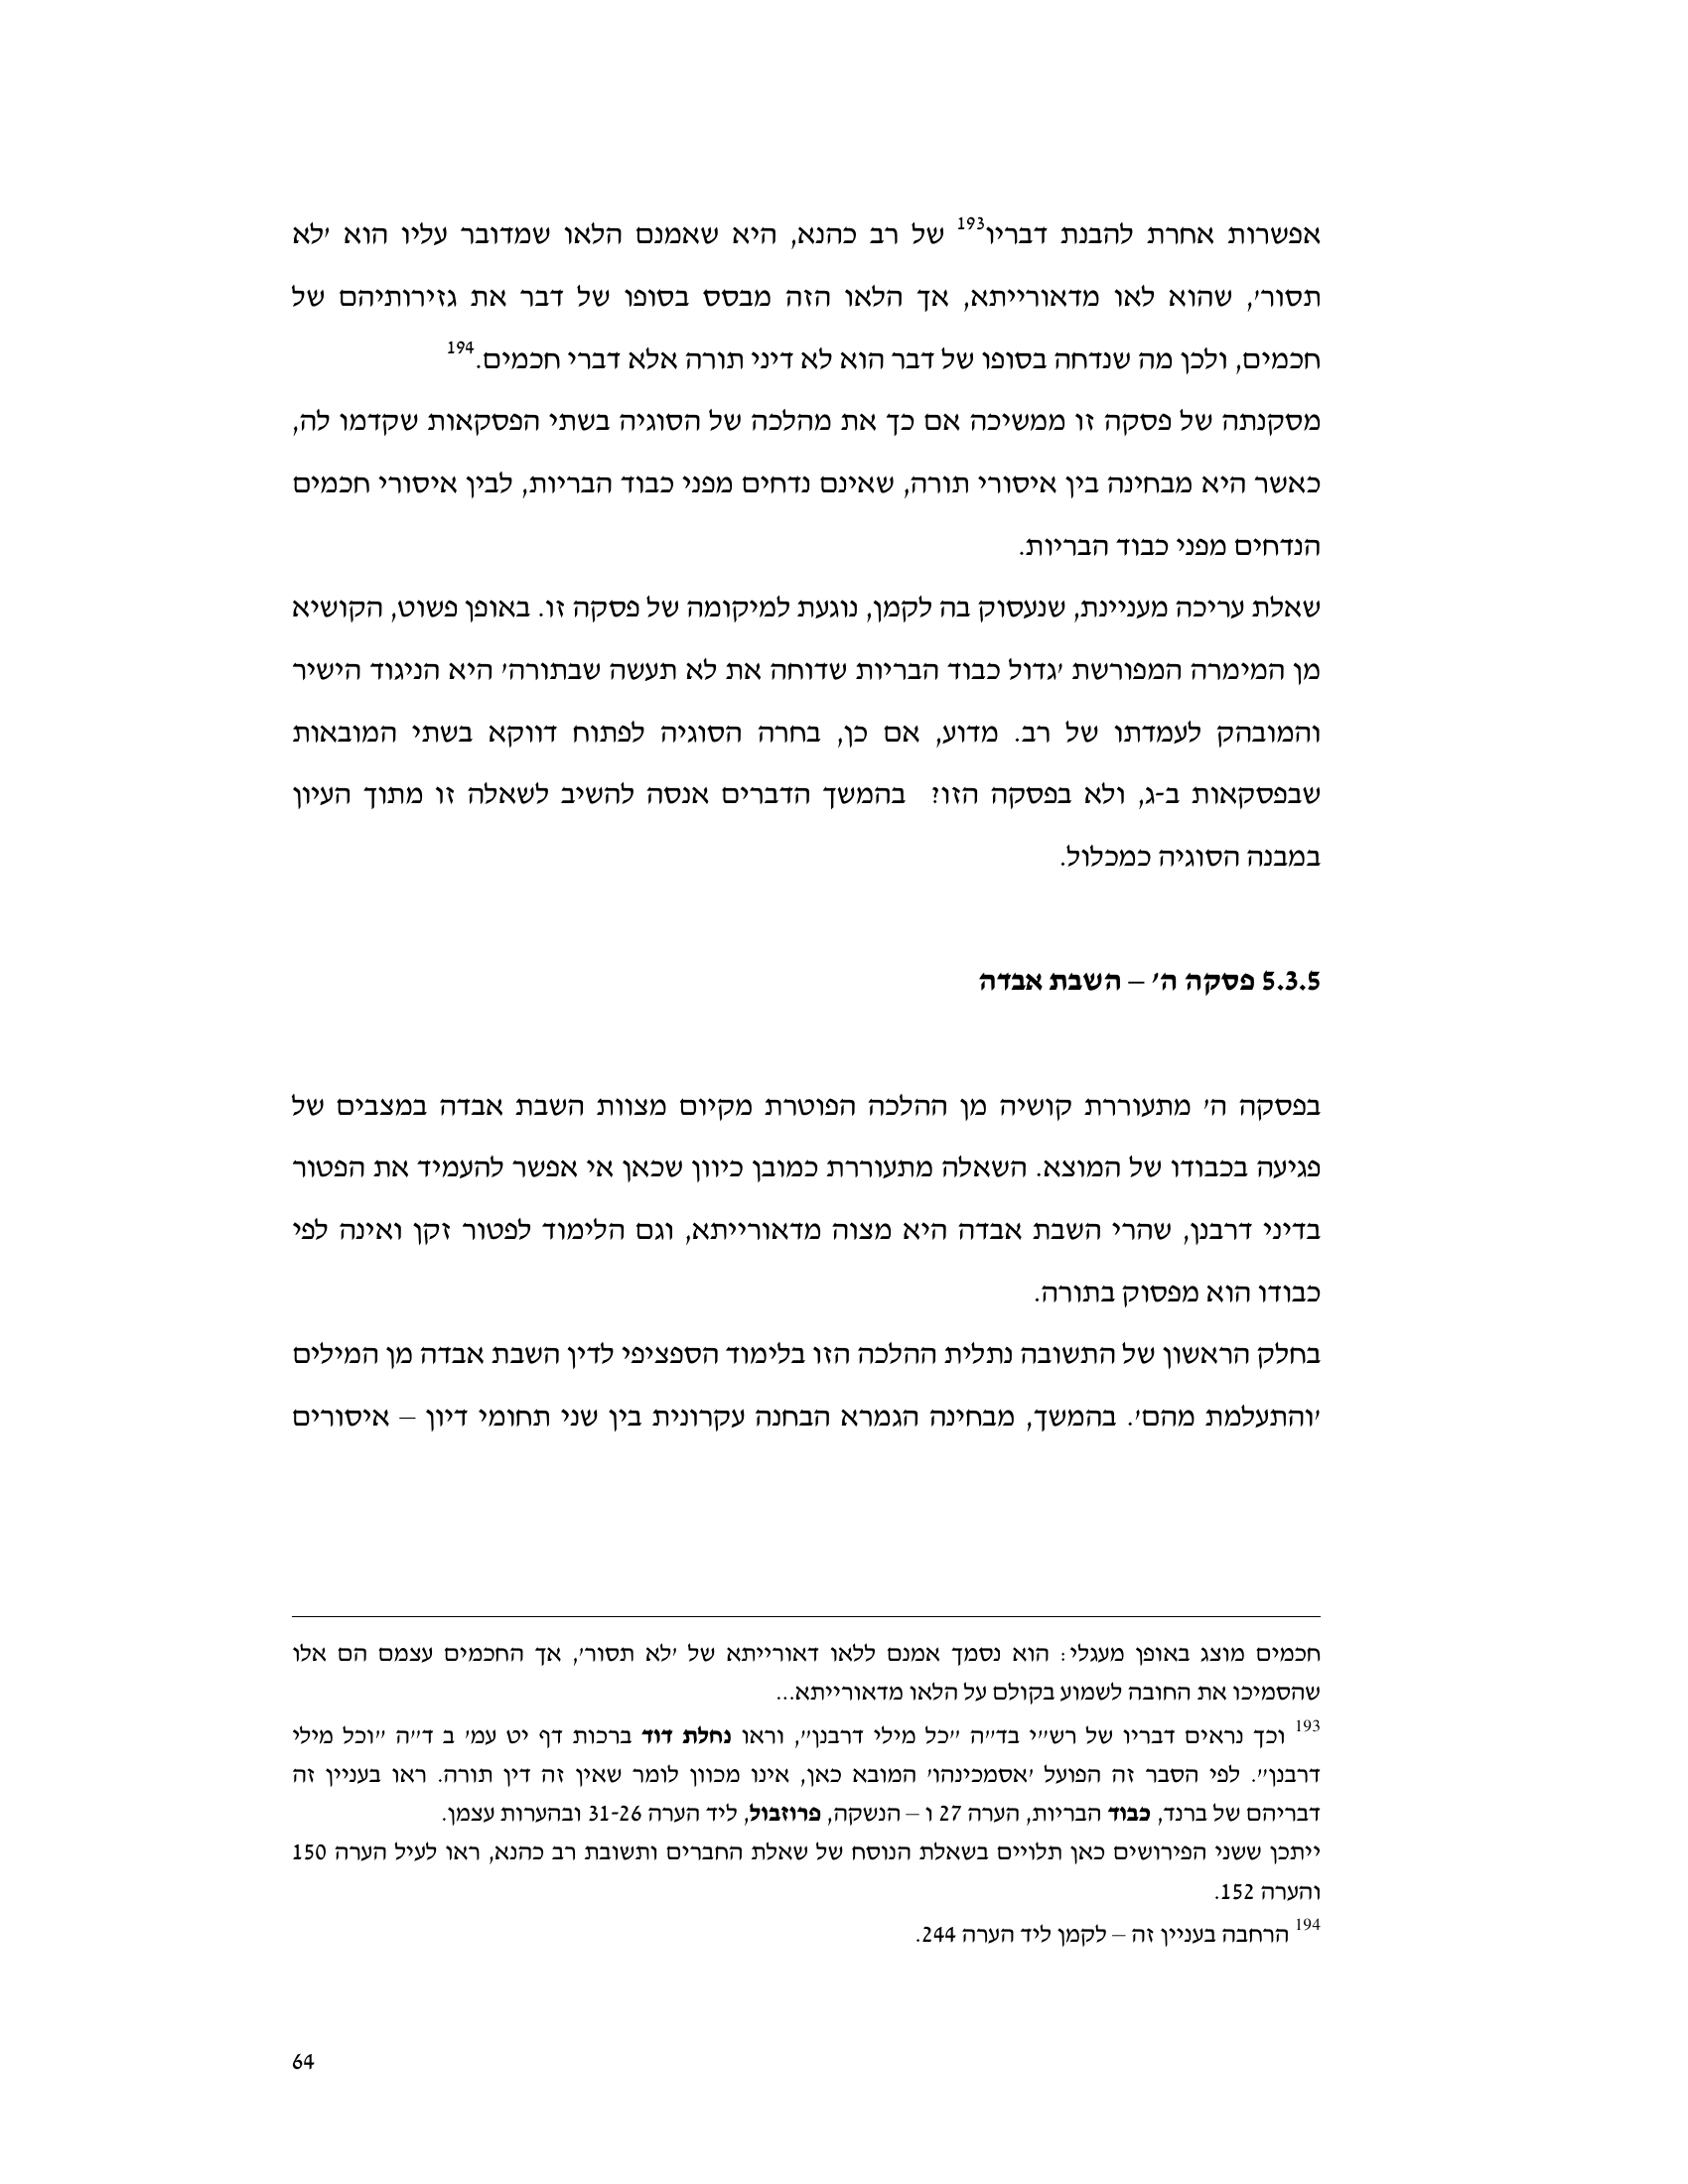 אפשרות אחרת להבנת דבריו193 של רב כהנא, היא שאמנם הלאו שמדובר עליו הוא 'לא
תסור', שהוא לאו מדאורייתא, אך הלאו הזה מבסס בסופו של דבר את גזירותיהם של
חכמים, ולכן מה שנדחה בסופו של דבר הוא לא דיני תורה אלא דברי חכמים.194
מסקנתה של פסקה זו ממשיכה אם כך את מהלכה של הסוגיה בשתי הפסקאות שקדמו לה,
כאשר היא מבחינה בין איסורי תורה, שאינם נדחים מפני כבוד הבריות, לבין איסורי חכמים
הנדחים מפני כבוד הבריות.
שאלת עריכה מעניינת, שנעסוק בה לקמן, נוגעת למיקומה של פסקה זו. באופן פשוט, הקושיא
מן המימרה המפורשת 'גדול כבוד הבריות שדוחה את לא תעשה שבתורה' היא הניגוד הישיר
והמובהק לעמדתו של רב. מדוע, אם כן, בחרה הסוגיה לפתוח דווקא בשתי המובאות
שבפסקאות ב-ג, ולא בפסקה הזו? בהמשך הדברים אנסה להשיב לשאלה זו מתוך העיון
במבנה הסוגיה כמכלול.
5.3.5 פסקה ה' – השבת אבדה
בפסקה ה' מתעוררת קושיה מן ההלכה הפוטרת מקיום מצוות השבת אבדה במצבים של
פגיעה בכבודו של המוצא. השאלה מתעוררת כמובן כיוון שכאן אי אפשר להעמיד את הפטור
בדיני דרבנן, שהרי השבת אבדה היא מצוה מדאורייתא, וגם הלימוד לפטור זקן ואינה לפי
כבודו הוא מפסוק בתורה.
בחלק הראשון של התשובה נתלית ההלכה הזו בלימוד הספציפי לדין השבת אבדה מן המילים
'והתעלמת מהם'. בהמשך, מבחינה הגמרא הבחנה עקרונית בין שני תחומי דיון – איסורים
חכמים מוצג באופן מעגלי: הוא נסמך אמנם ללאו דאורייתא של 'לא תסור', אך החכמים עצמם הם אלו
שהסמיכו את החובה לשמוע בקולם על הלאו מדאורייתא...
193 וכך נראים דבריו של רש"י בד"ה "כל מילי דרבנן", וראו נחלת דוד ברכות דף יט עמ' ב ד"ה "וכל מילי
דרבנן". לפי הסבר זה הפועל 'אסמכינהו' המובא כאן, אינו מכוון לומר שאין זה דין תורה. ראו בעניין זה
דבריהם של ברנד, כבוד הבריות, הערה 27 ו – הנשקה, פרוזבול, ליד הערה 31-26 ובהערות עצמן.
ייתכן ששני הפירושים כאן תלויים בשאלת הנוסח של שאלת החברים ותשובת רב כהנא, ראו לעיל הערה 150
והערה 152.
194 הרחבה בעניין זה – לקמן ליד הערה 244.
64